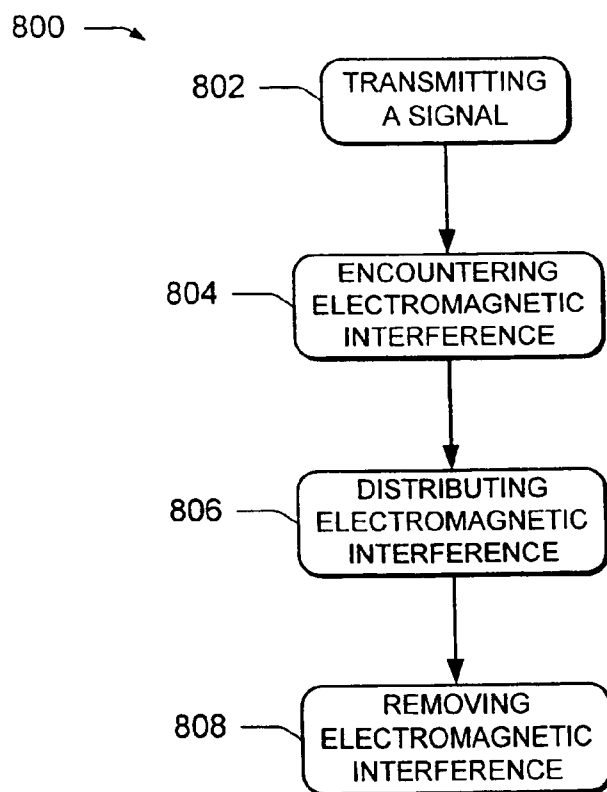 800
802
TRANSMITTING
A SIGNAL
804
ENCOUNTERING
ELECTROMAGNETIC
INTERFERENCE
806
DISTRIBUTING
ELECTROMAGNETIC
INTERFERENCE
808
REMOVING
ELECTROMAGNETIC
INTERFERENCE